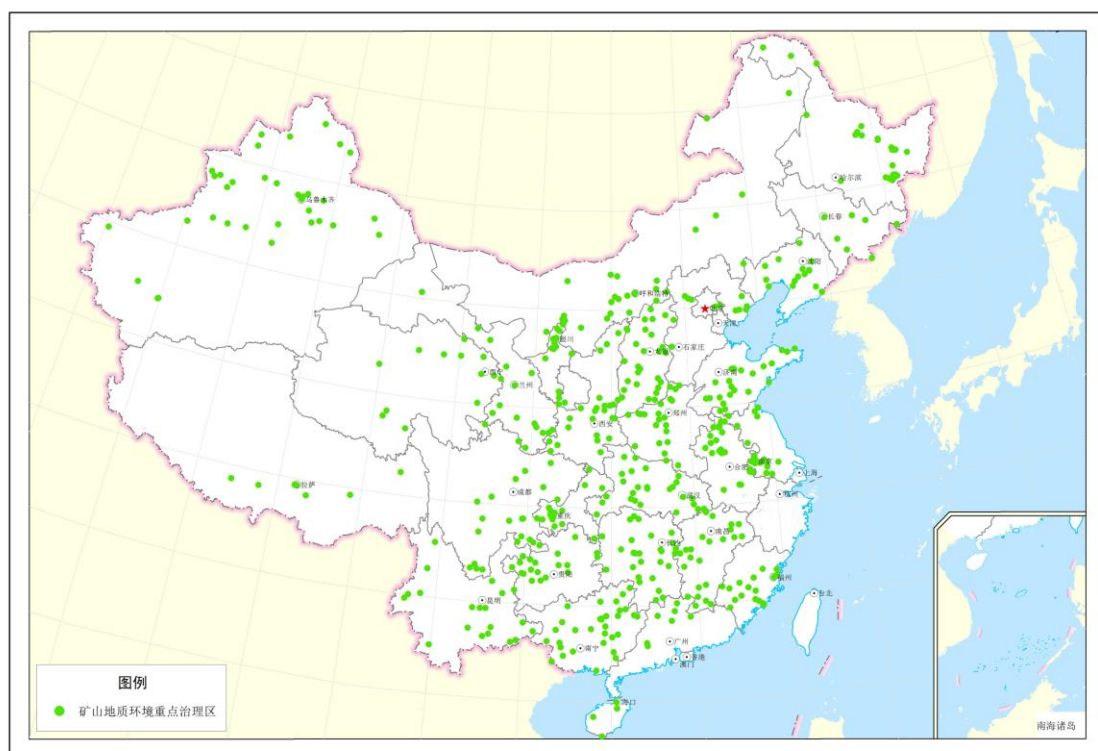 哈尔滨
乌鲁木齐
长春
沈阳
呼和浩特
北京
天津
银川
石家庄
太原
西宁
济南
兰州
郑州
西安
南京
合肥
上海
成都
武汉
杭州
拉萨
重庆
南昌
长沙
贵阳
福州
台北
昆明
广州
南宁
香港
澳门
海口
图例
矿山地质环境重点治理区
南海诸岛